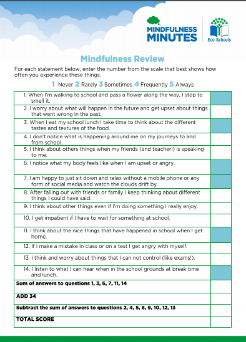 MINDFULNESS
MINUTES
Eco-Schools
Mindfulness Review
For each statement below, enter the number from the scale that best shows how
often you experience these things.
1 Never 2 Rarely 3 Sometimes 4 Frequently 5 Always
1. When I'm walking to school and pass a flower along the way, I stop to
smell it.
2. I worry about what will happen in the future and get upset about things
that went wrong in the past.
3. When I eat my school lunch I take time to think about the different
tastes and textures of the food.
4. I don't notice what is happening around me on my journeys to and
from school.
5. I think about others things when my friends (and teacher!) is speaking
to me.
6. I notice what my body feels like when I am upset or angry.
7. I am happy to just sit down and relax without a mobile phone or any
form of social media and watch the clouds drift by.
8. After falling out with friends or family I keep thinking about different
things I could have said.
9. I think about other things even if I'm doing something I really enjoy.
10. I get impatient if I have to wait for something at school.
11. I think about the nice things that have happened in school when I get
home.
12. If I make a mistake in class or on a test I get angry with myself.
13. I think and worry about things that I can not control (like exams!).
14. I listen to what I can hear when in the school grounds at break time
and lunch.
Sum of answers to questions 1, 3, 6, 7, 11, 14
ADD 34
Subtract the sum of answers to questions 2, 4, 5, 8, 9, 10, 12, 13
TOTAL SCORE